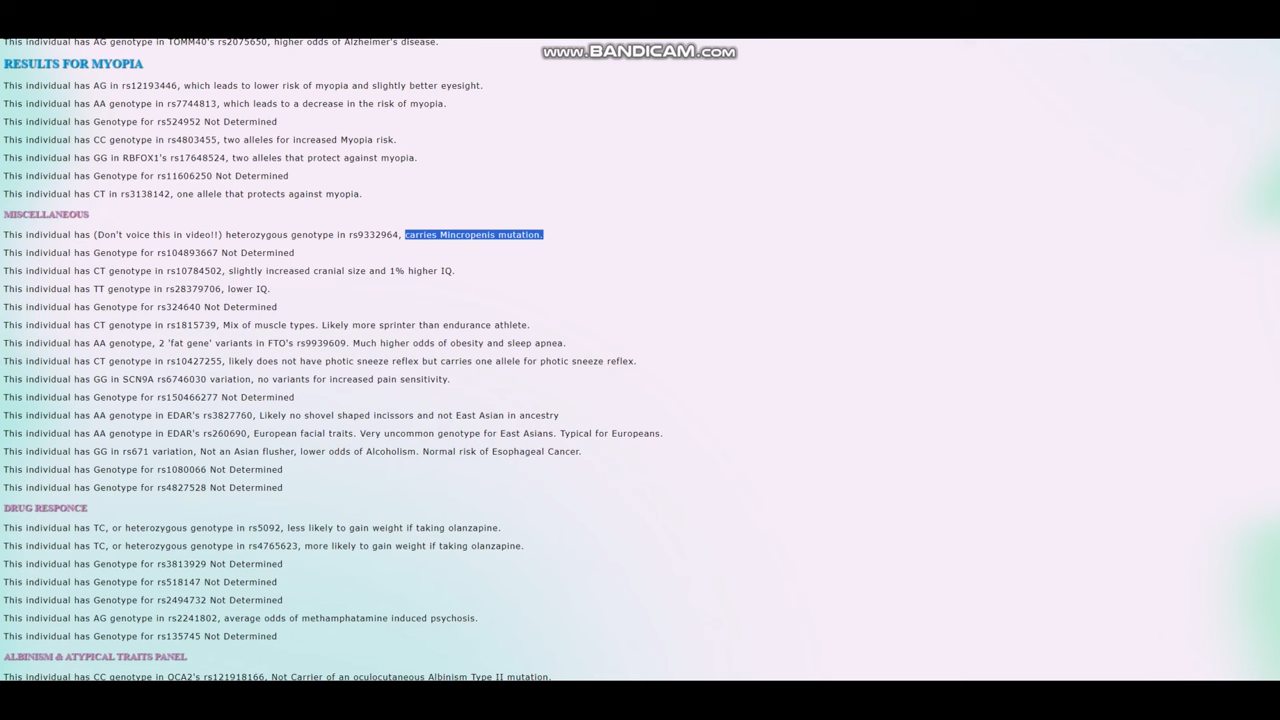 This individual has AG genotype in TOMM40's rs2075650, higher odds of Alzheimer's disease.
www.BANDICAM.com
RESULTS FOR MYOPIA
This individual has AG in rs12193446, which leads to lower risk of myopia and slightly better eyesight.
This individual has AA genotype in rs7744813, which leads to a decrease in the risk of myopia.
This individual has Genotype for rs524952 Not Determined
This individual has CC genotype in rs4803455, two alleles for increased Myopia risk.
This individual has GG in RBFOX1's rs17648524, two alleles that protect against myopia.
This individual has Genotype for rs11606250 Not Determined
This individual has CT in rs3138142, one allele that protects against myopia.
MISCELLANEOUS
This individual has (Don't voice this in video!!) heterozygous genotype in rs9332964, carries Mincropenis mutation.
This individual has Genotype for rs104893667 Not Determined
This individual has CT genotype in rs10784502, slightly increased cranial size and 1% higher IQ.
This individual has TT genotype in rs28379706, lower IQ.
This individual has Genotype for rs324640 Not Determined
This individual has CT genotype in rs1815739, Mix of muscle types. Likely more sprinter than endurance athlete.
This individual has AA genotype, 2 'fat gene' variants in FTO's rs9939609. Much higher odds of obesity and sleep apnea.
This individual has CT genotype in rs10427255, likely does not have photic sneeze reflex but carries one allele for photic sneeze reflex.
This individual has GG in SCN9A rs6746030 variation, no variants for increased pain sensitivity.
This individual has Genotype for rs150466277 Not Determined
This individual has AA genotype in EDAR's rs3827760, Likely no shovel shaped incissors and not East Asian in ancestry
This individual has AA genotype in EDAR's rs260690, European facial traits. Very uncommon genotype for East Asians. Typical for Europeans.
This individual has GG in rs671 variation, Not an Asian flusher, lower odds of Alcoholism. Normal risk of Esophageal Cancer.
This individual has Genotype for rs1080066 Not Determined
This individual has Genotype for rs4827528 Not Determined
DRUG RESPONCE
This individual has TC, or heterozygous genotype in rs5092, less likely to gain weight if taking olanzapine.
This individual has TC, or heterozygous genotype in rs4765623, more likely to gain weight if taking olanzapine.
This individual has Genotype for rs3813929 Not Determined
This individual has Genotype for rs518147 Not Determined
This individual has Genotype for rs2494732 Not Determined
This individual has AG genotype in rs2241802, average odds of methamphatamine induced psychosis.
This individual has Genotype for rs135745 Not Determined
ALBINISM & ATYPICAL TRAITS PANEL
This individual has CC genotype in OCA2's rs121918166, Not Carrier of an oculocutaneous Albinism Type II mutation.